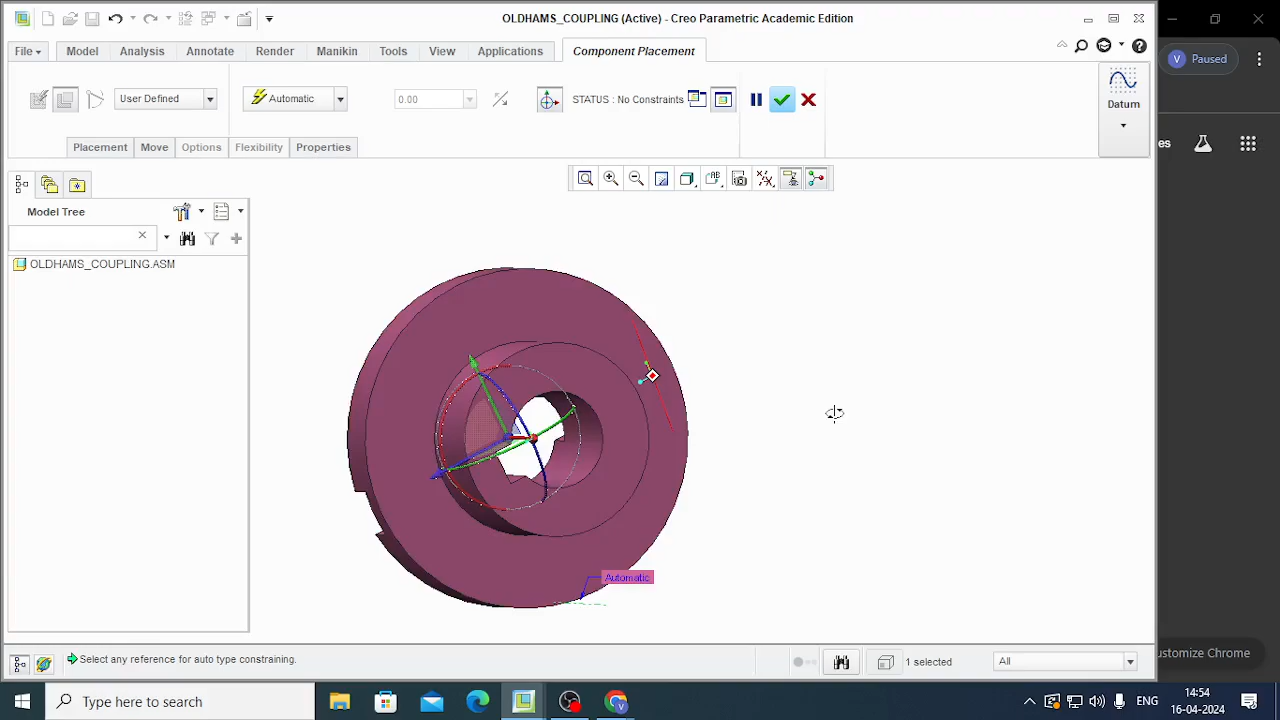 OLDHAMS_COUPLING (Active) - Creo Parametric Academic Edition
File Model Analysis Annotate Render Manikin Tools View Applications Component Placement
V Paused
User Defined Automatic 0.00 STATUS : No Constraints
Datum
Placement Move Options Flexibility Properties
es
Model Tree
OLDHAMS_COUPLING.ASM
Automatic
Select any reference for auto type constraining.
1 selected
All
ustomize Chrome
Type here to search
ENG
14:54
16-04-2024